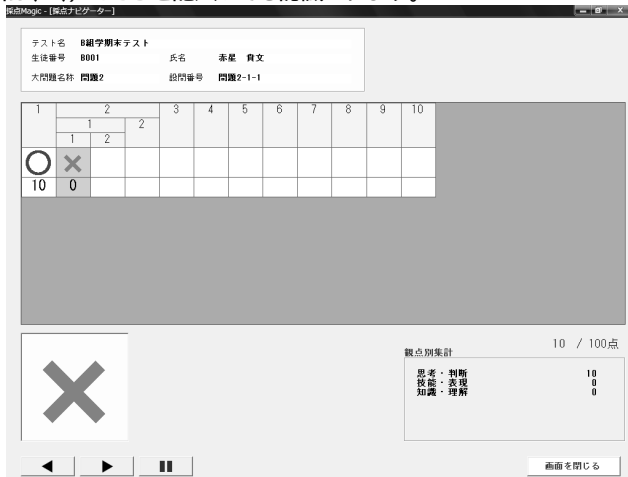 採点Magic - [採点ナビゲーター]
テスト名 B組学期末テスト
生徒番号 B001 氏名 赤星 貴文
大問題名称 問題2 設問番号 問題2-1-1
1 2 3 4 5 6 7 8 9 10
1 2
1 2
10 0
10 / 100点
観点別集計
思考・判断 10
技能・表現 0
知識・理解 0
画面を閉じる